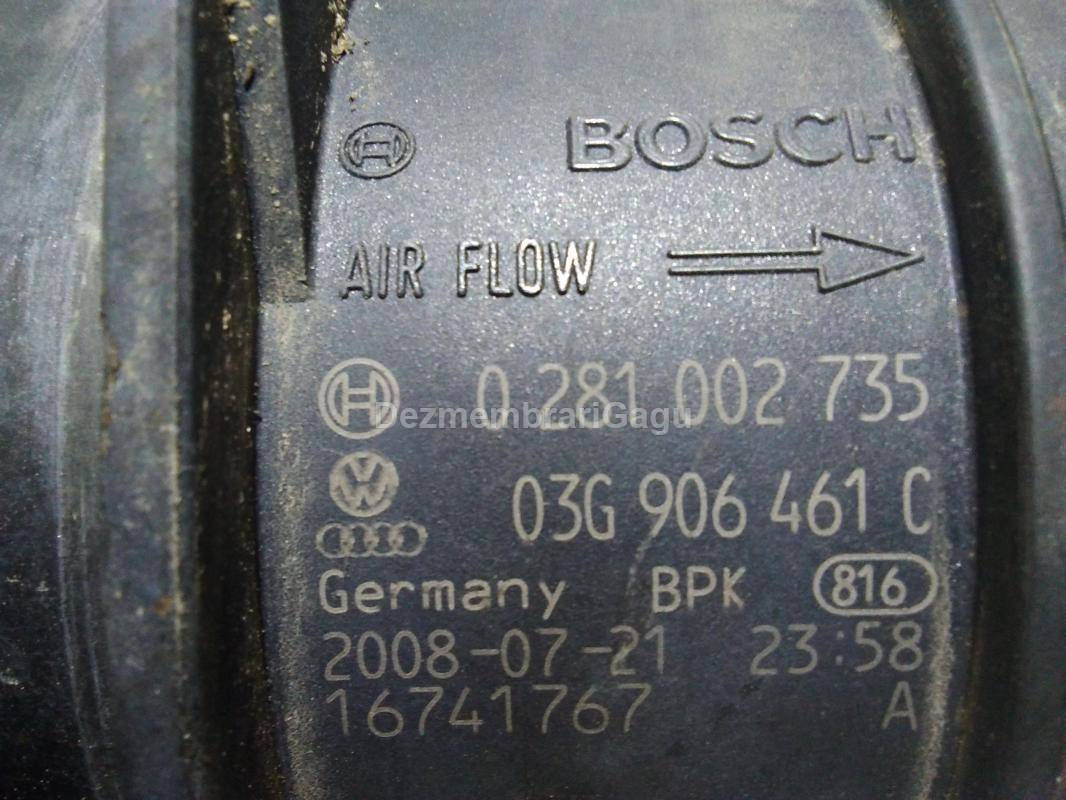 BOSCH
AIR FLOW
0 281 002 735
DezmembrariGagu
03G 906 461 C
Germany BPK 816
2008-07-21 23:58
16741767 A